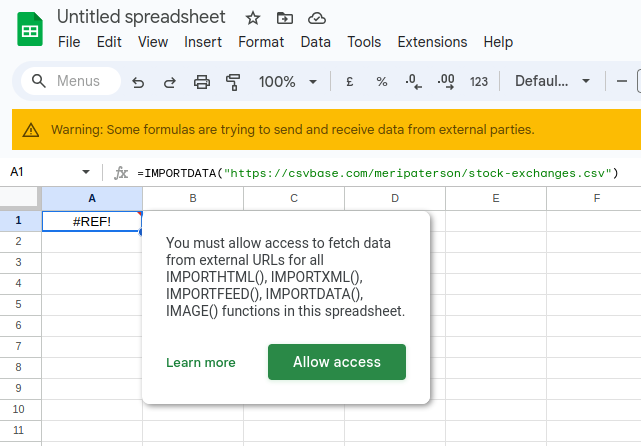 Untitled spreadsheet
File Edit View Insert Format Data Tools Extensions Help
Menus 100% £ % .0 .00 123 Defaul...
Warning: Some formulas are trying to send and receive data from external parties.
A1 fx =IMPORTDATA("https://csvbase.com/meripaterson/stock-exchanges.csv")
A B C D E F
1 #REF!
2
3
4
5
6
7
8
9
10
11
You must allow access to fetch data
from external URLs for all
IMPORTHTML(), IMPORTXML(),
IMPORTFEED(), IMPORTDATA(),
IMAGE() functions in this spreadsheet.
Learn more Allow access